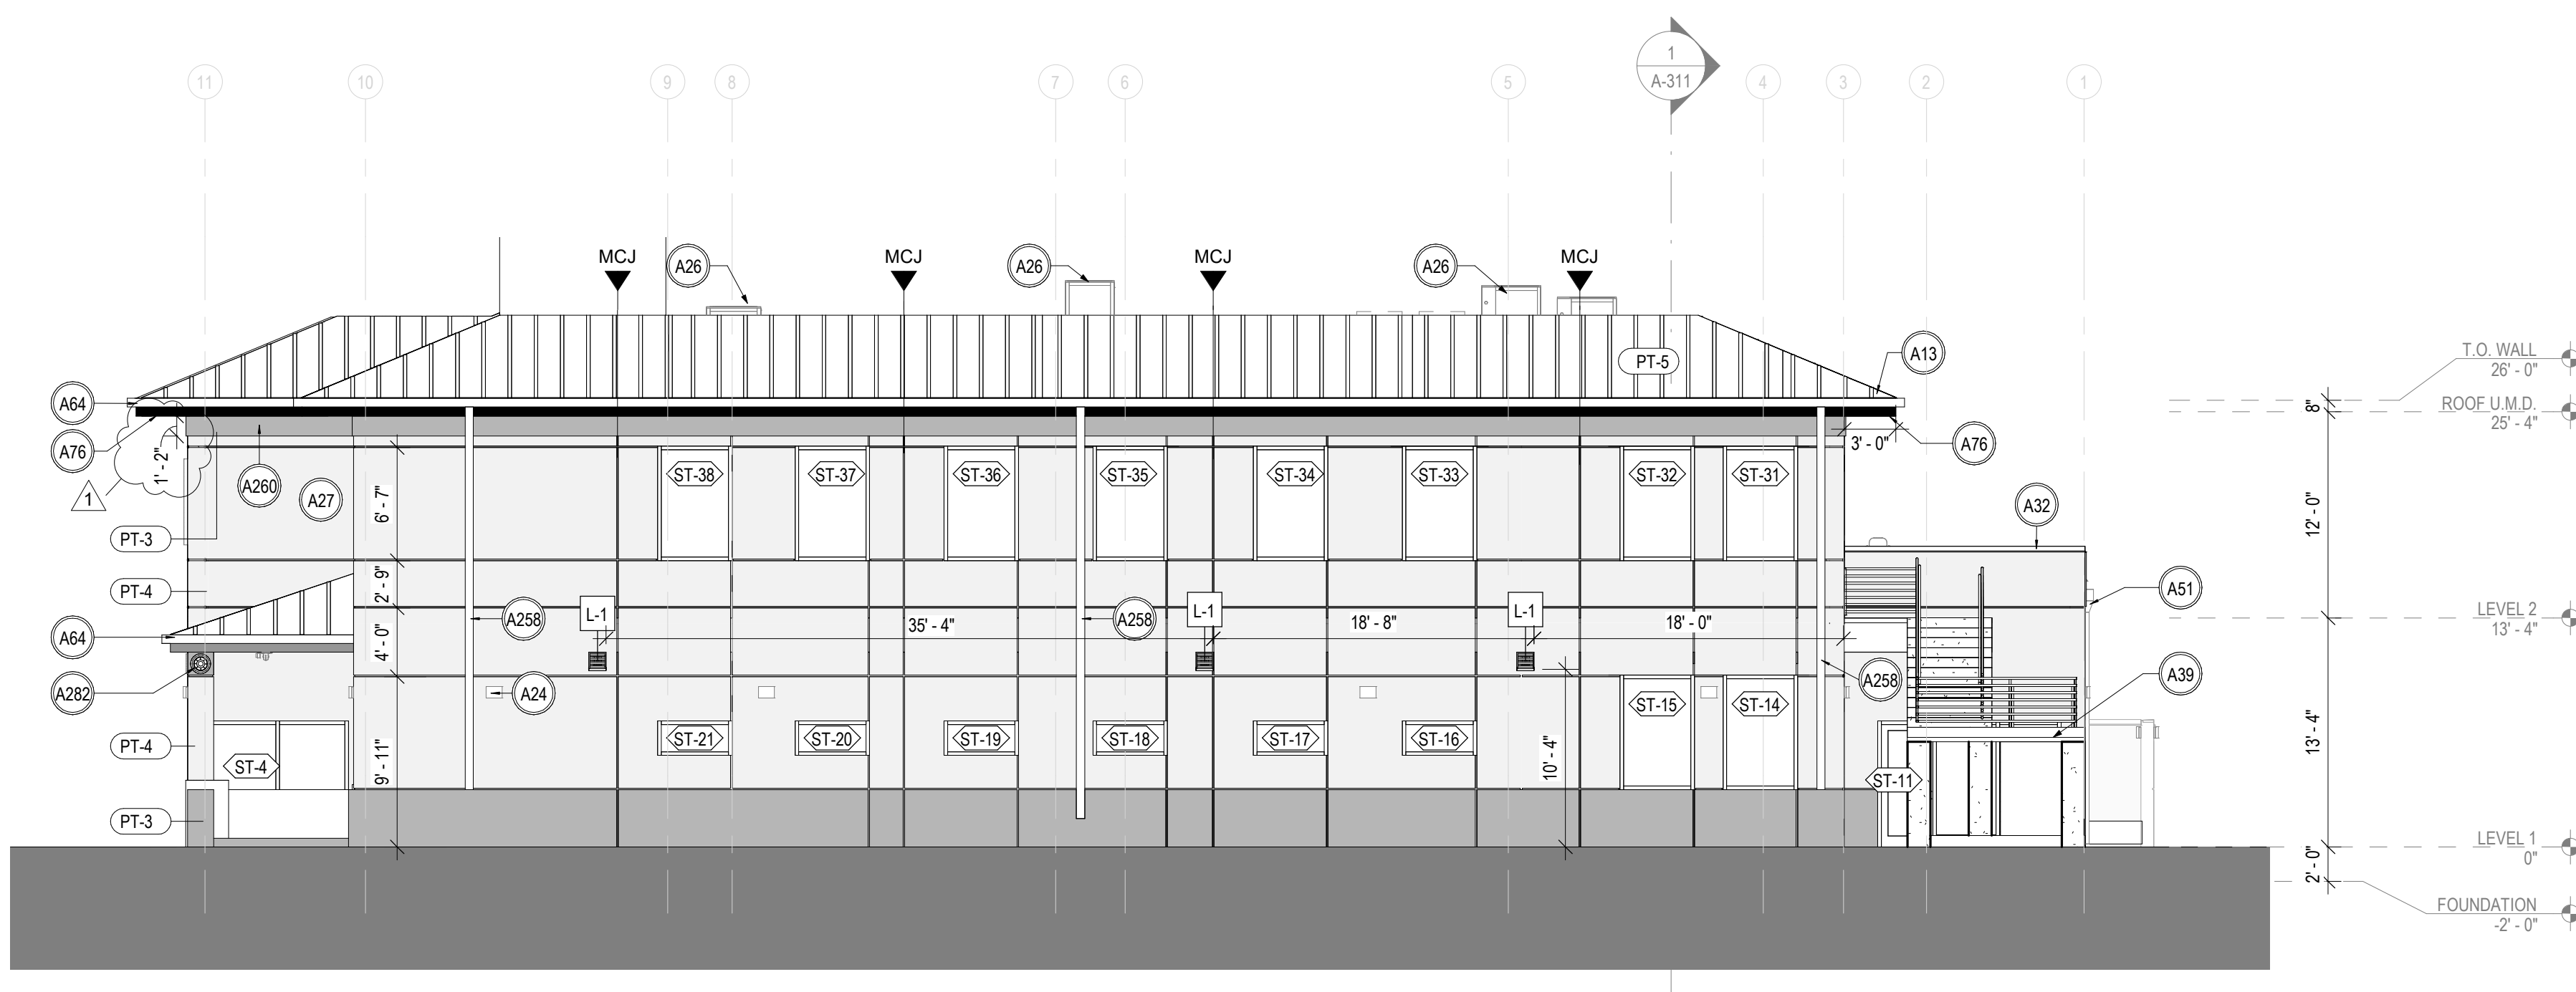 1
A-311
11
10
9
8
7
6
5
4
3
2
1
MCJ
MCJ
MCJ
MCJ
A26
A26
A26
PT-5
A13
T.O. WALL
26' - 0"
8"
ROOF U.M.D.
25' - 4"
A64
A76
1' - 2"
1
A260
A27
6' - 7"
3' - 0"
A76
ST-38
ST-37
ST-36
ST-35
ST-34
ST-33
ST-32
ST-31
A32
12' - 0"
PT-3
PT-4
2' - 9"
A51
A64
4' - 0"
A258
L-1
35' - 4"
A258
L-1
18' - 8"
L-1
18' - 0"
LEVEL 2
13' - 4"
A282
A24
A258
A39
PT-4
ST-4
9' - 11"
ST-21
ST-20
ST-19
ST-18
ST-17
ST-16
10' - 4"
ST-15
ST-14
ST-11
13' - 4"
PT-3
LEVEL 1
0"
2' - 0"
FOUNDATION
-2' - 0"